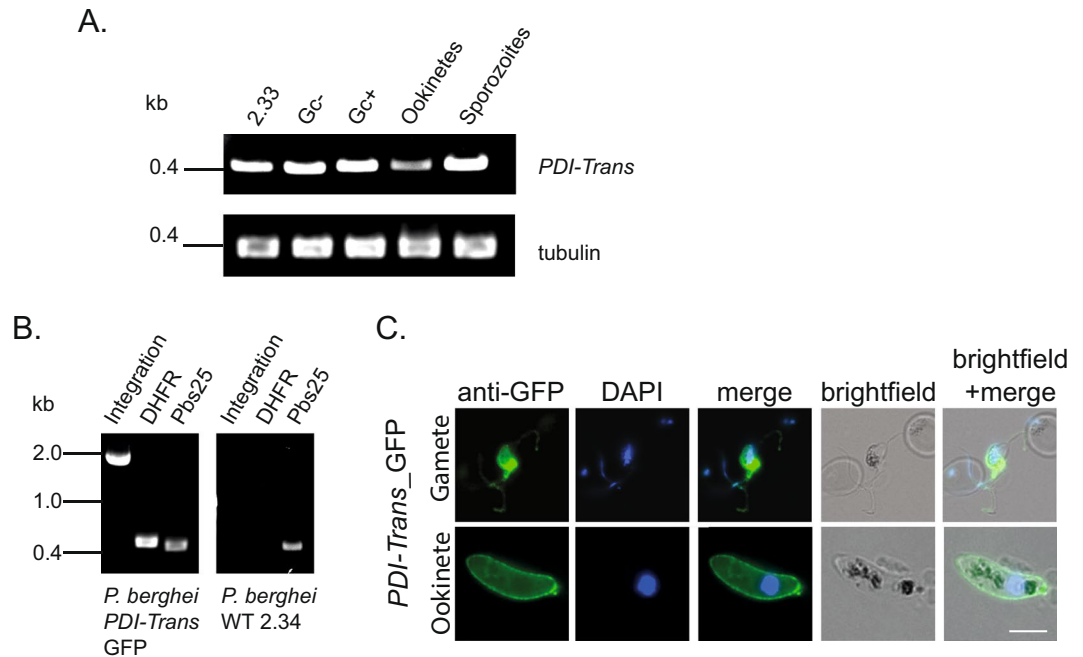 A.
kb
2.33
Gc-
Gc+
Ookinetes
Sporozoites
0.4
PDI-Trans
0.4
tubulin
B.
kb
Integration
DHFR
Pbs25
Integration
DHFR
Pbs25
2.0
1.0
0.4
P. berghei
PDI-Trans
GFP
P. berghei
WT 2.34
C.
anti-GFP
DAPI
merge
brightfield
brightfield
+merge
PDI-Trans_GFP
Gamete
Ookinete